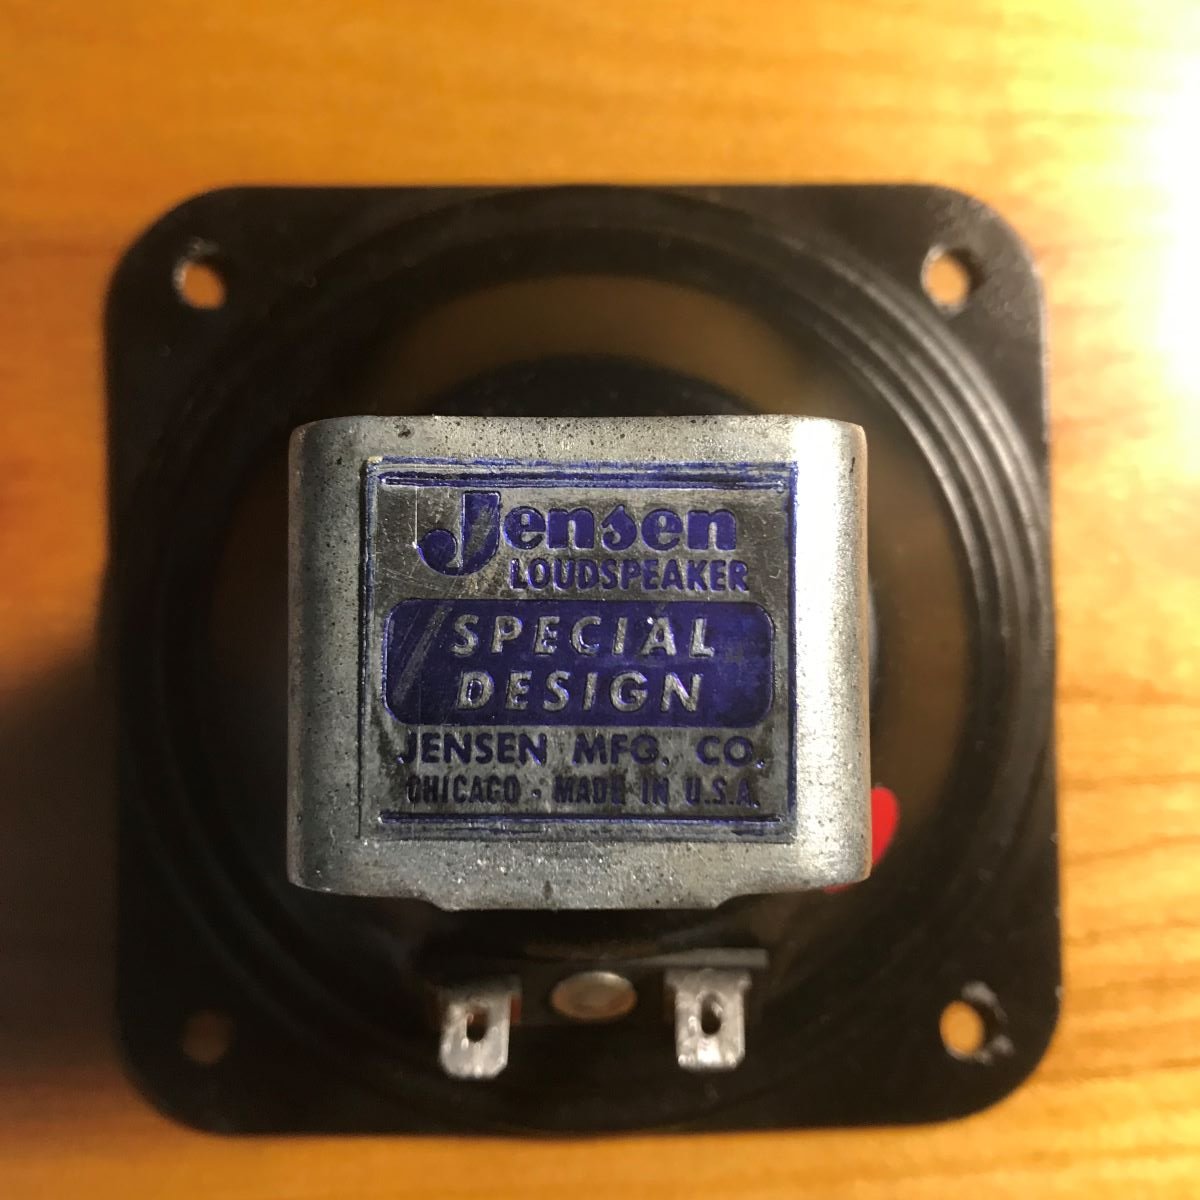 Jensen
LOUDSPEAKER
SPECIAL
DESIGN
JENSEN MFG. CO.
CHICAGO - MADE IN U.S.A.